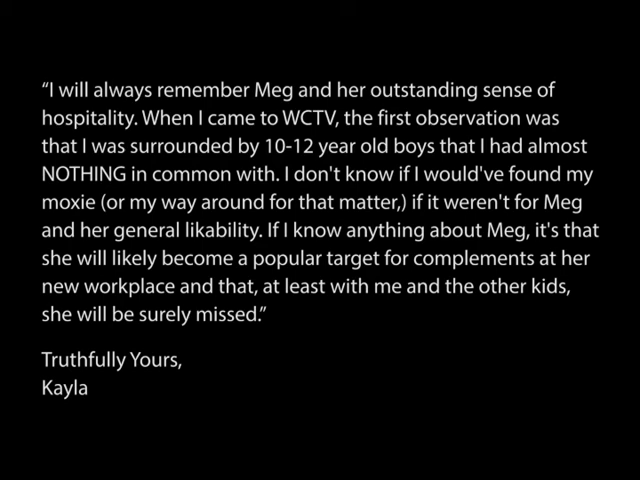 “I will always remember Meg and her outstanding sense of
hospitality. When I came to WCTV, the first observation was
that I was surrounded by 10-12 year old boys that I had almost
NOTHING in common with. I don't know if I would've found my
moxie (or my way around for that matter,) if it weren't for Meg
and her general likability. If I know anything about Meg, it's that
she will likely become a popular target for complements at her
new workplace and that, at least with me and the other kids,
she will be surely missed.”
Truthfully Yours,
Kayla